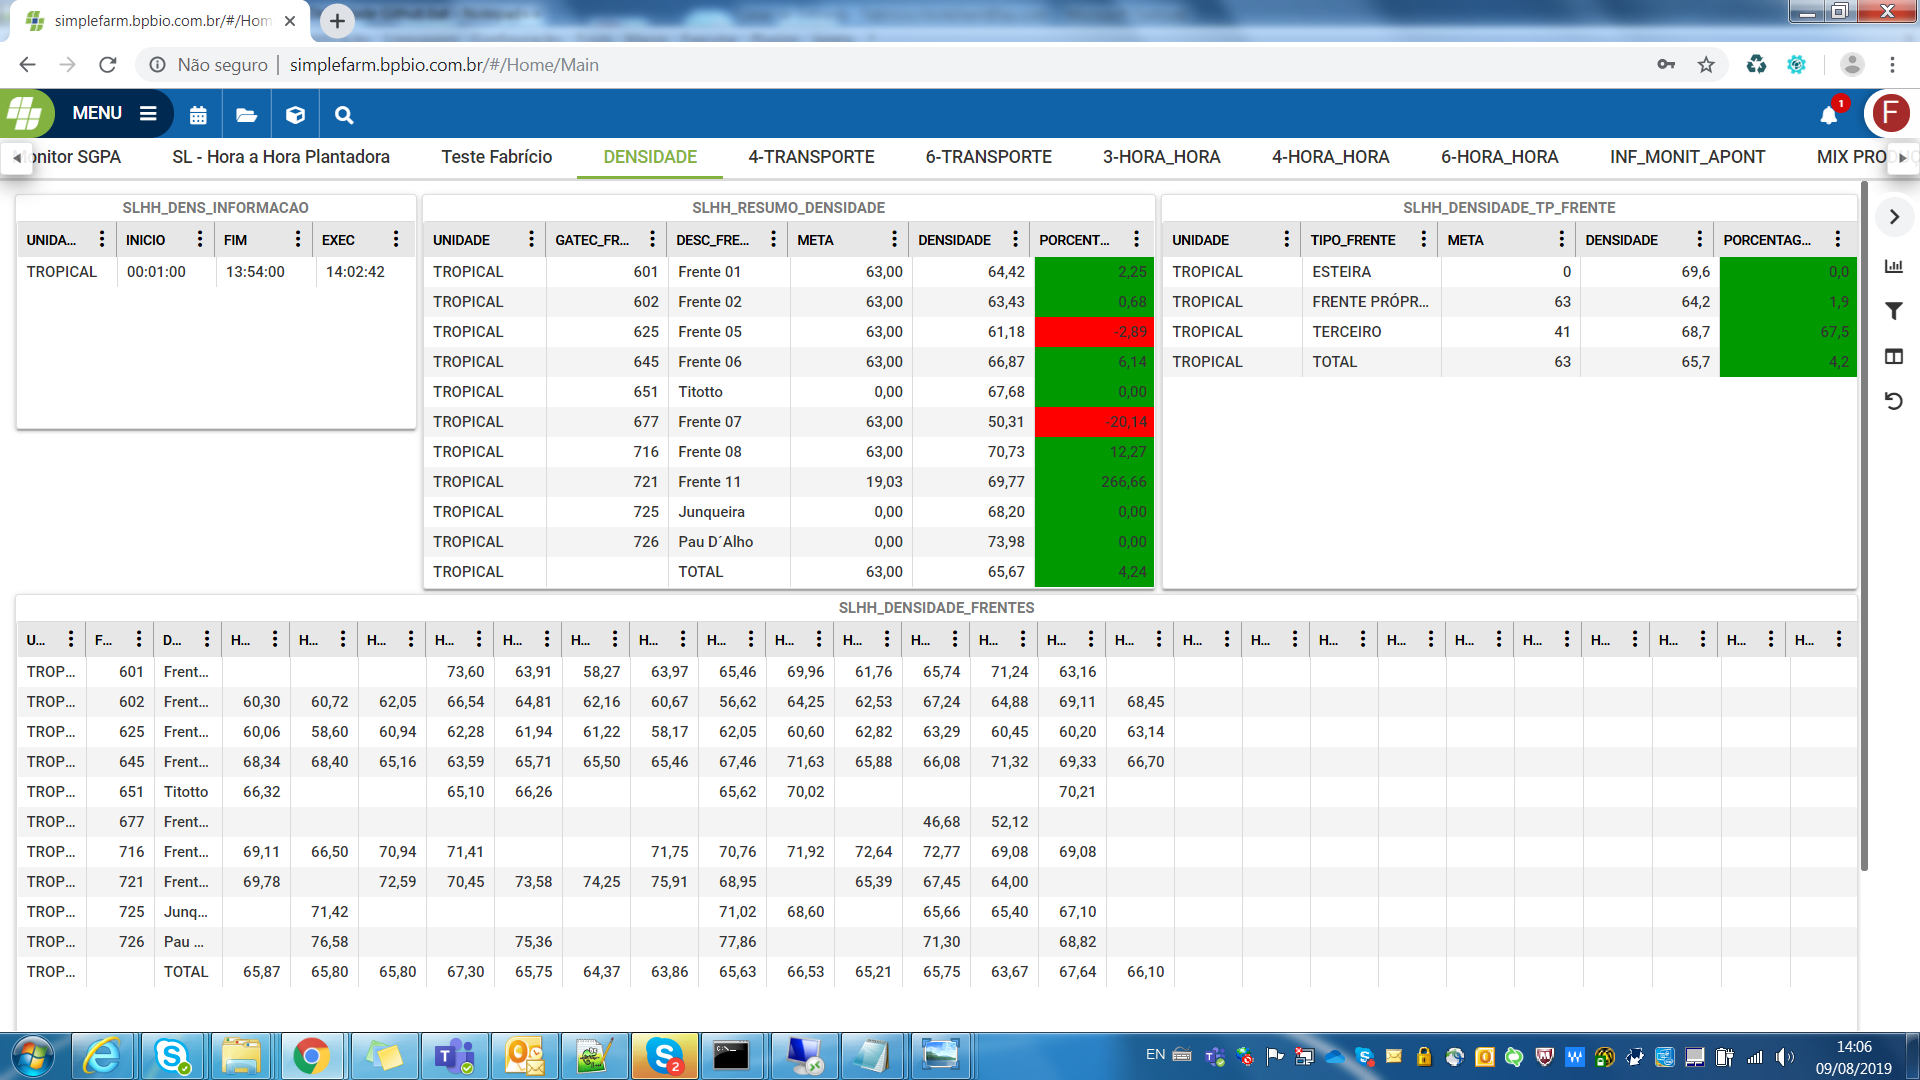 simplefarm.bpbio.com.br/#/Hom
Não seguro | simplefarm.bpbio.com.br/#/Home/Main
MENU
1
F
onitor SGPA SL - Hora a Hora Plantadora Teste Fabrício DENSIDADE 4-TRANSPORTE 6-TRANSPORTE 3-HORA_HORA 4-HORA_HORA 6-HORA_HORA INF_MONIT_APONT MIX PRODUÇ
SLHH_DENS_INFORMACAO
UNIDA... INICIO FIM EXEC
TROPICAL 00:01:00 13:54:00 14:02:42
SLHH_RESUMO_DENSIDADE
UNIDADE GATEC_FR... DESC_FRE... META DENSIDADE PORCENT...
TROPICAL 601 Frente 01 63,00 64,42 2,25
TROPICAL 602 Frente 02 63,00 63,43 0,68
TROPICAL 625 Frente 05 63,00 61,18 -2,89
TROPICAL 645 Frente 06 63,00 66,87 6,14
TROPICAL 651 Titotto 0,00 67,68 0,00
TROPICAL 677 Frente 07 63,00 50,31 -20,14
TROPICAL 716 Frente 08 63,00 70,73 12,27
TROPICAL 721 Frente 11 19,03 69,77 266,66
TROPICAL 725 Junqueira 0,00 68,20 0,00
TROPICAL 726 Pau D´Alho 0,00 73,98 0,00
TROPICAL TOTAL 63,00 65,67 4,24
SLHH_DENSIDADE_TP_FRENTE
UNIDADE TIPO_FRENTE META DENSIDADE PORCENTAG...
TROPICAL ESTEIRA 0 69,6 0,0
TROPICAL FRENTE PRÓPR... 63 64,2 1,9
TROPICAL TERCEIRO 41 68,7 67,5
TROPICAL TOTAL 63 65,7 4,2
SLHH_DENSIDADE_FRENTES
U... F... D... H... H... H... H... H... H... H... H... H... H... H... H... H... H... H... H... H... H... H... H... H... H... H... H...
TROP... 601 Frent... 73,60 63,91 58,27 63,97 65,46 69,96 61,76 65,74 71,24 63,16
TROP... 602 Frent... 60,30 60,72 62,05 66,54 64,81 62,16 60,67 56,62 64,25 62,53 67,24 64,88 69,11 68,45
TROP... 625 Frent... 60,06 58,60 60,94 62,28 61,94 61,22 58,17 62,05 60,60 62,82 63,29 60,45 60,20 63,14
TROP... 645 Frent... 68,34 68,40 65,16 63,59 65,71 65,50 65,46 67,46 71,63 65,88 66,08 71,32 69,33 66,70
TROP... 651 Titotto 66,32 65,10 66,26 65,62 70,02 70,21
TROP... 677 Frent... 46,68 52,12
TROP... 716 Frent... 69,11 66,50 70,94 71,41 71,75 70,76 71,92 72,64 72,77 69,08 69,08
TROP... 721 Frent... 69,78 72,59 70,45 73,58 74,25 75,91 68,95 65,39 67,45 64,00
TROP... 725 Junq... 71,42 71,02 68,60 65,66 65,40 67,10
TROP... 726 Pau ... 76,58 75,36 77,86 71,30 68,82
TROP... TOTAL 65,87 65,80 65,80 67,30 65,75 64,37 63,86 65,63 66,53 65,21 65,75 63,67 67,64 66,10
2
EN
14:06
09/08/2019